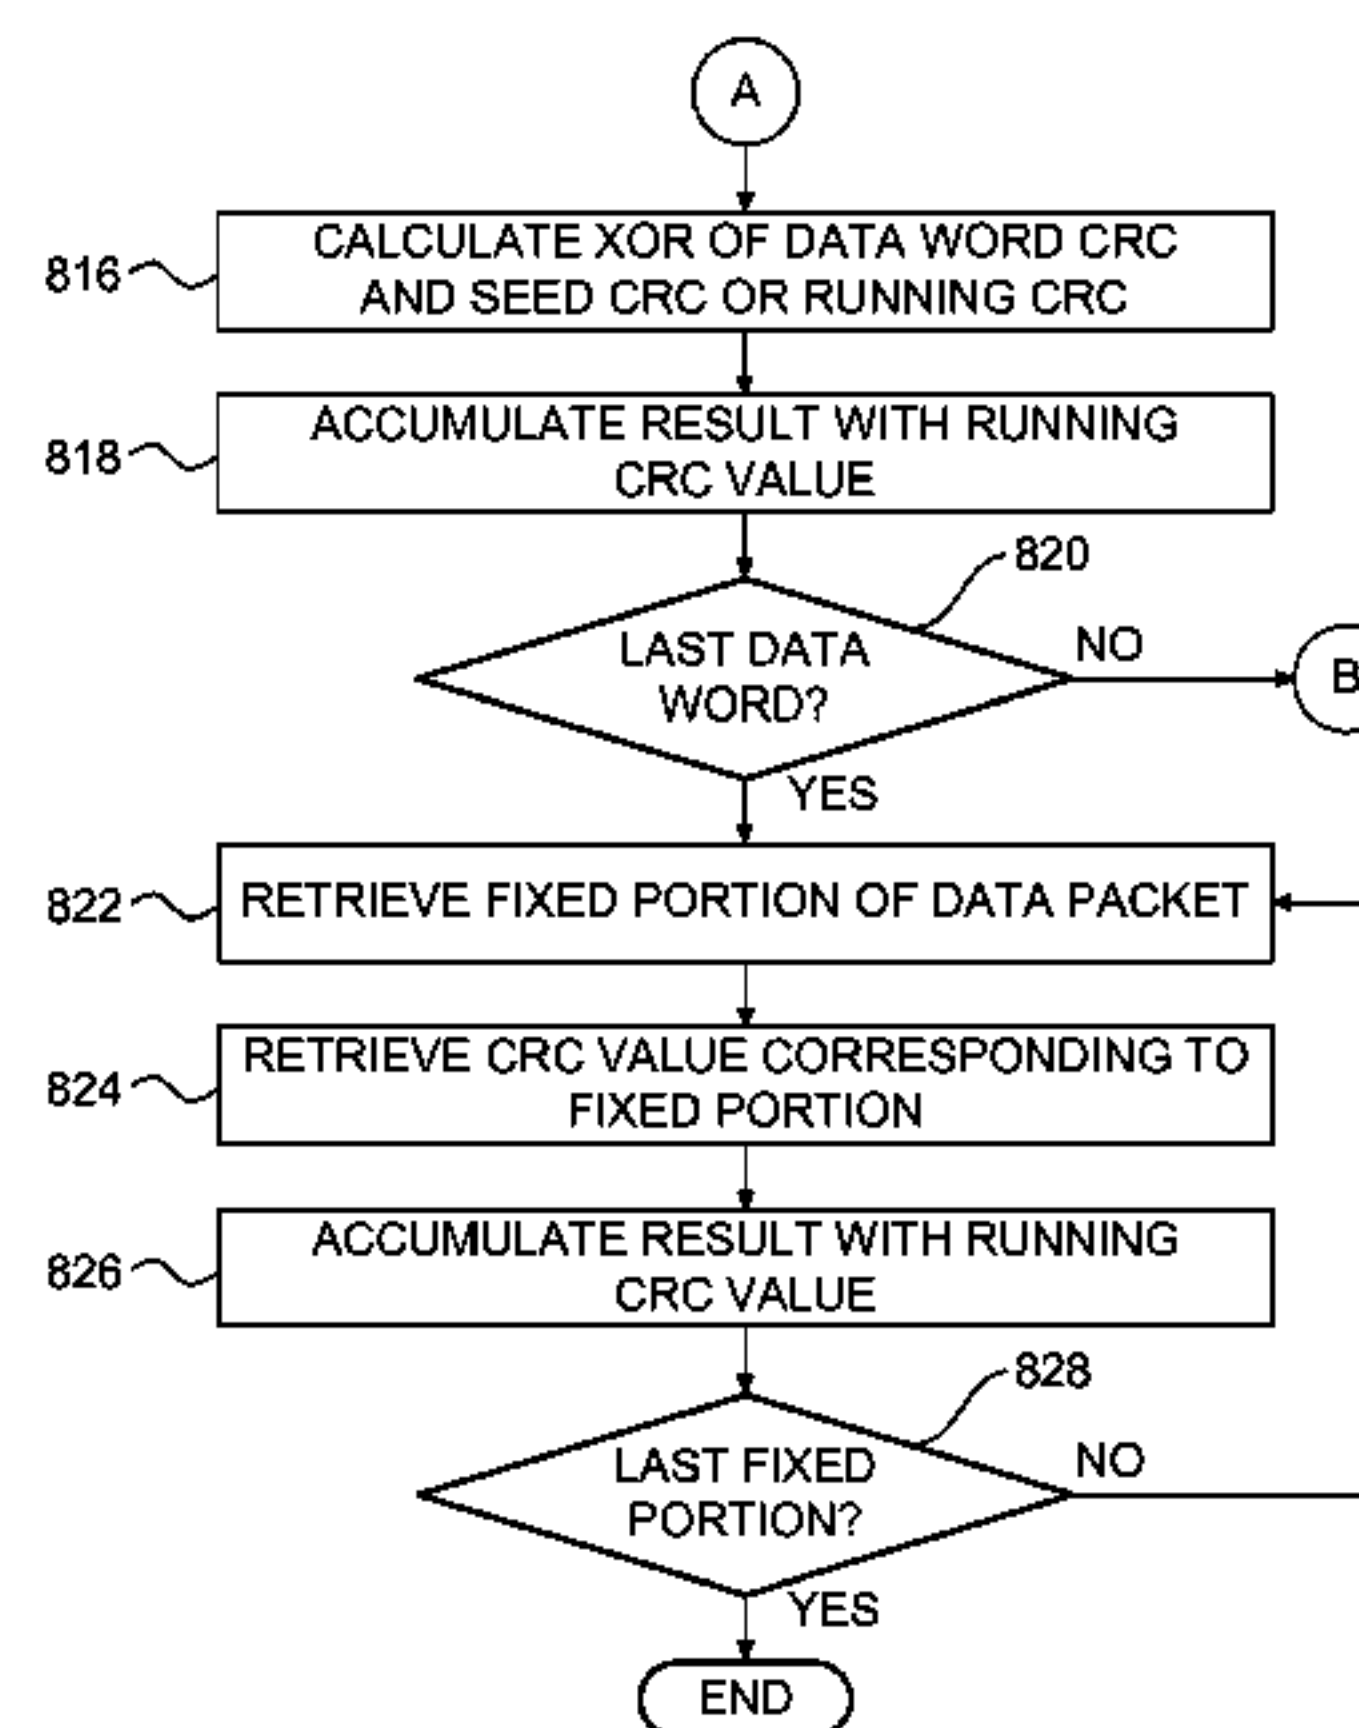 A
816
CALCULATE XOR OF DATA WORD CRC
AND SEED CRC OR RUNNING CRC
818
ACCUMULATE RESULT WITH RUNNING
CRC VALUE
820
LAST DATA
WORD?
NO
B
YES
822
RETRIEVE FIXED PORTION OF DATA PACKET
824
RETRIEVE CRC VALUE CORRESPONDING TO
FIXED PORTION
826
ACCUMULATE RESULT WITH RUNNING
CRC VALUE
828
LAST FIXED
PORTION?
NO
YES
END